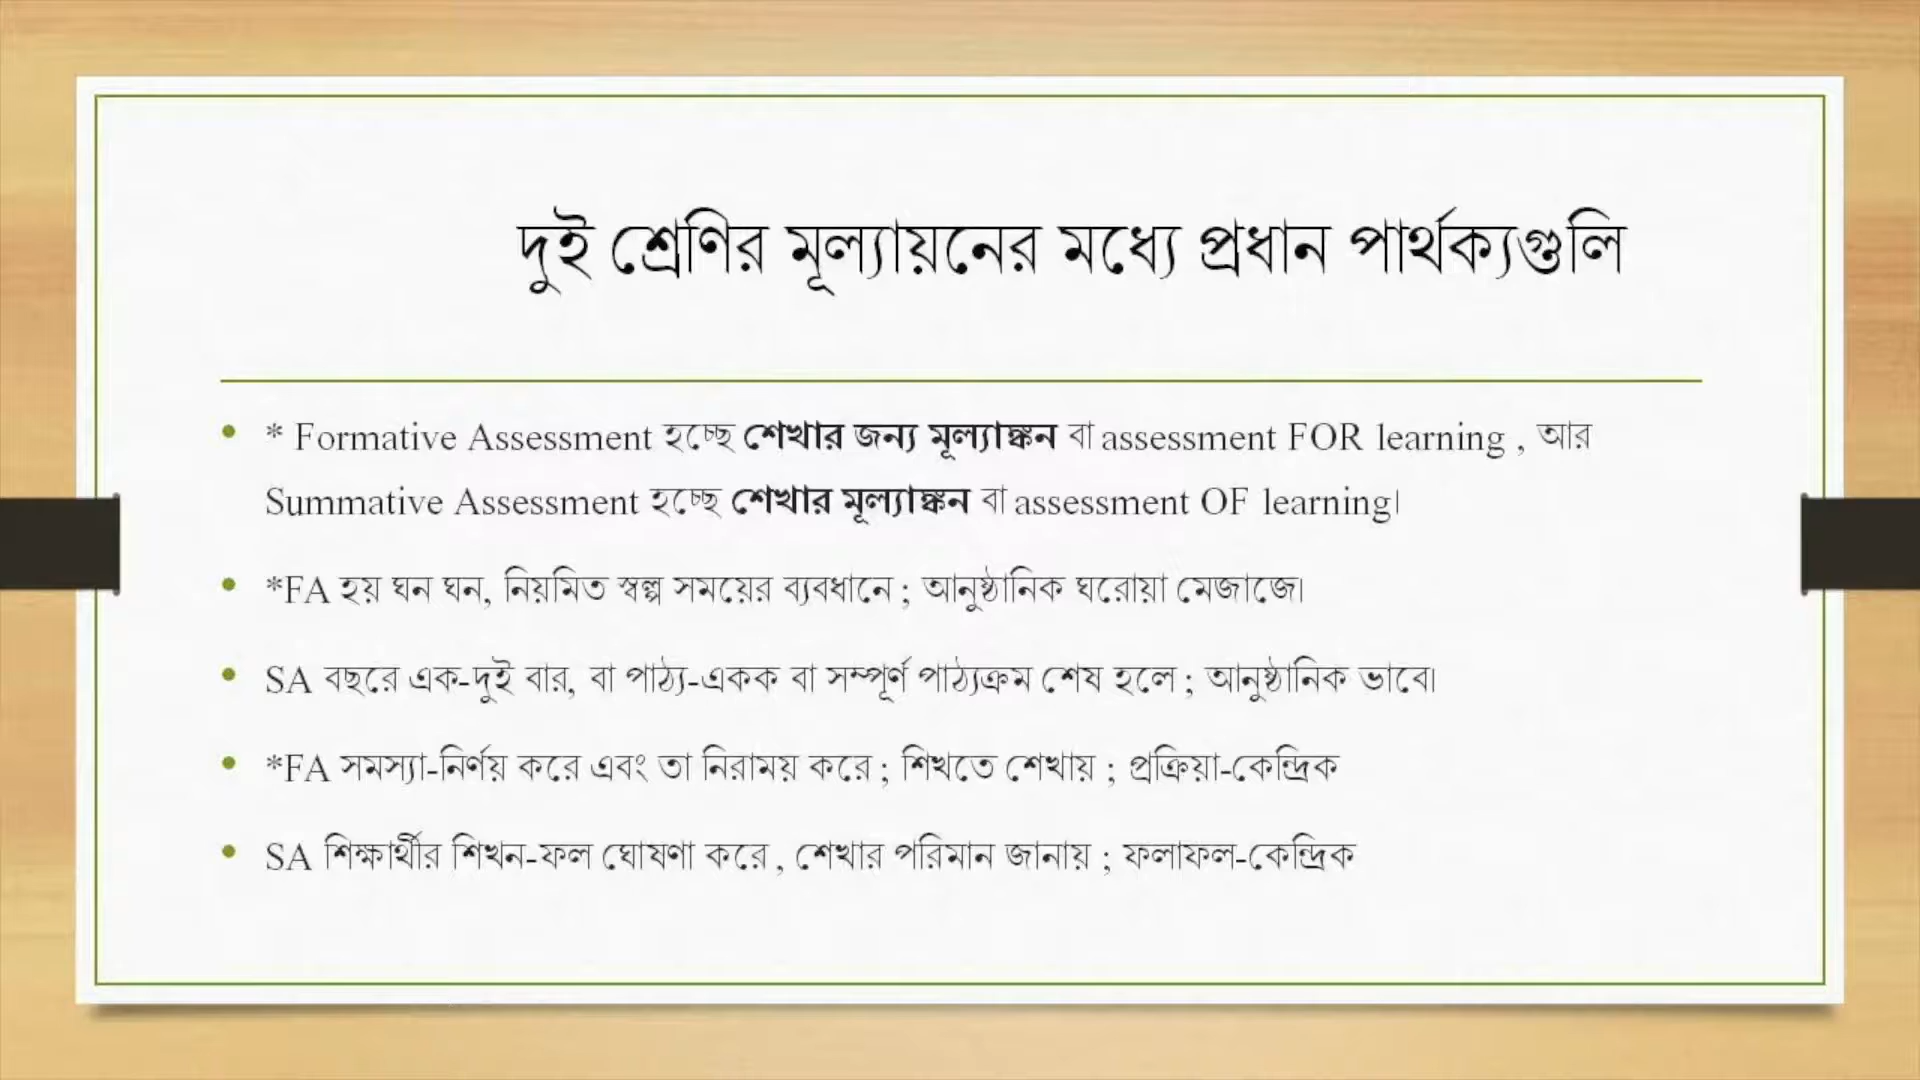 দুই শ্রেণির মূল্যায়নের মধ্যে প্রধান পার্থক্যগুলি
* Formative Assessment হচ্ছে শেখার জন্য মূল্যাঙ্কন বা assessment FOR learning , আর
Summative Assessment হচ্ছে শেখার মূল্যাঙ্কন বা assessment OF learning।
*FA হয় ঘন ঘন, নিয়মিত স্বল্প সময়ের ব্যবধানে ; আনুষ্ঠানিক ঘরোয়া মেজাজে।
SA বছরে এক-দুই বার, বা পাঠ্য-একক বা সম্পূর্ণ পাঠ্যক্রম শেষ হলে ; আনুষ্ঠানিক ভাবে।
*FA সমস্যা-নির্ণয় করে এবং তা নিরাময় করে ; শিখতে শেখায় ; প্রক্রিয়া-কেন্দ্রিক
SA শিক্ষার্থীর শিখন-ফল ঘোষণা করে , শেখার পরিমান জানায় ; ফলাফল-কেন্দ্রিক